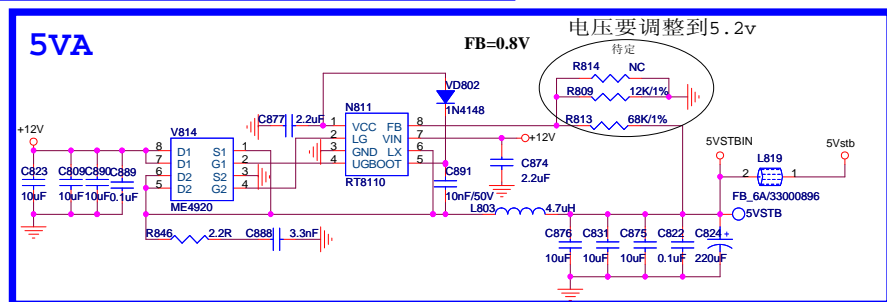 5VA
FB=0.8V
电压要调整到5.2v
待定
R814 NC
R809 12K/1%
R813 68K/1%
VD802
1N4148
C877 2.2uF
N811
1 VCC FB 8
2 LG VIN 7
3 GND LX 6
4 UGBOOT 5
RT8110
+12V
C874
2.2uF
C891
10nF/50V
+12V
V814
8 D1 S1 1
7 D1 G1 2
6 D2 S2 3
5 D2 G2 4
ME4920
C823
10uF
C809
10uF
C890
10uF
C889
0.1uF
R846 2.2R C888 3.3nF
L803 4.7uH
5VSTBIN
L819
5Vstb
2 1
FB_6A/33000896
5VSTB
C876
10uF
C831
10uF
C875
10uF
C822
0.1uF
C824
+
220uF